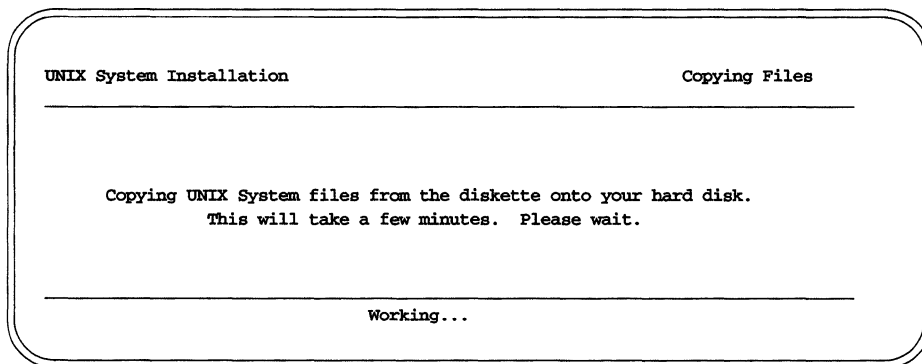 UNIX System Installation Copying Files
Copying UNIX System files from the diskette onto your hard disk.
This will take a few minutes. Please wait.
Working...